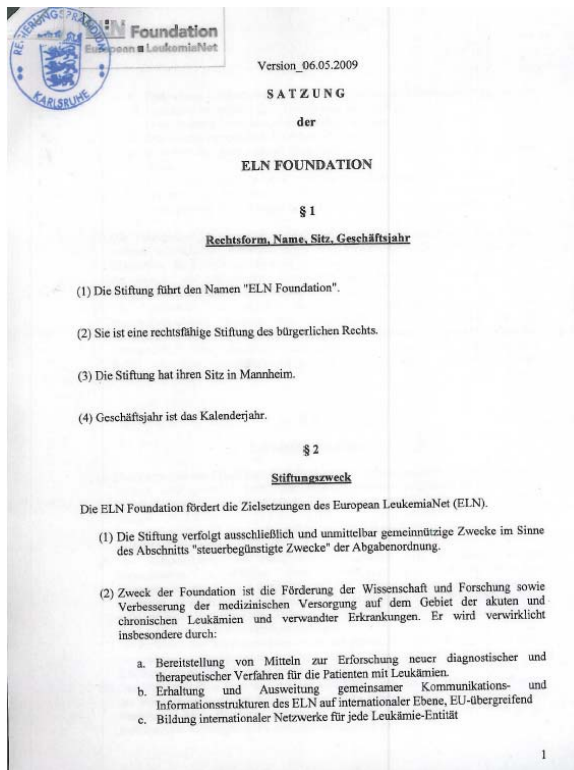 REGIERUNGSPRÄSIDIUM
KARLSRUHE
ELN Foundation
European LeukemiaNet
Version_06.05.2009
SATZUNG
der
ELN FOUNDATION
§ 1
Rechtsform, Name, Sitz, Geschäftsjahr
(1) Die Stiftung führt den Namen "ELN Foundation".
(2) Sie ist eine rechtsfähige Stiftung des bürgerlichen Rechts.
(3) Die Stiftung hat ihren Sitz in Mannheim.
(4) Geschäftsjahr ist das Kalenderjahr.
§ 2
Stiftungszweck
Die ELN Foundation fördert die Zielsetzungen des European LeukemiaNet (ELN).
(1) Die Stiftung verfolgt ausschließlich und unmittelbar gemeinnützige Zwecke im Sinne
des Abschnitts "steuerbegünstigte Zwecke" der Abgabenordnung.
(2) Zweck der Foundation ist die Förderung der Wissenschaft und Forschung sowie
Verbesserung der medizinischen Versorgung auf dem Gebiet der akuten und
chronischen Leukämien und verwandter Erkrankungen. Er wird verwirklicht
insbesondere durch:
a. Bereitstellung von Mitteln zur Erforschung neuer diagnostischer und
therapeutischer Verfahren für die Patienten mit Leukämien.
b. Erhaltung und Ausweitung gemeinsamer Kommunikations- und
Informationsstrukturen des ELN auf internationaler Ebene, EU-übergreifend
c. Bildung internationaler Netzwerke für jede Leukämie-Entität
1